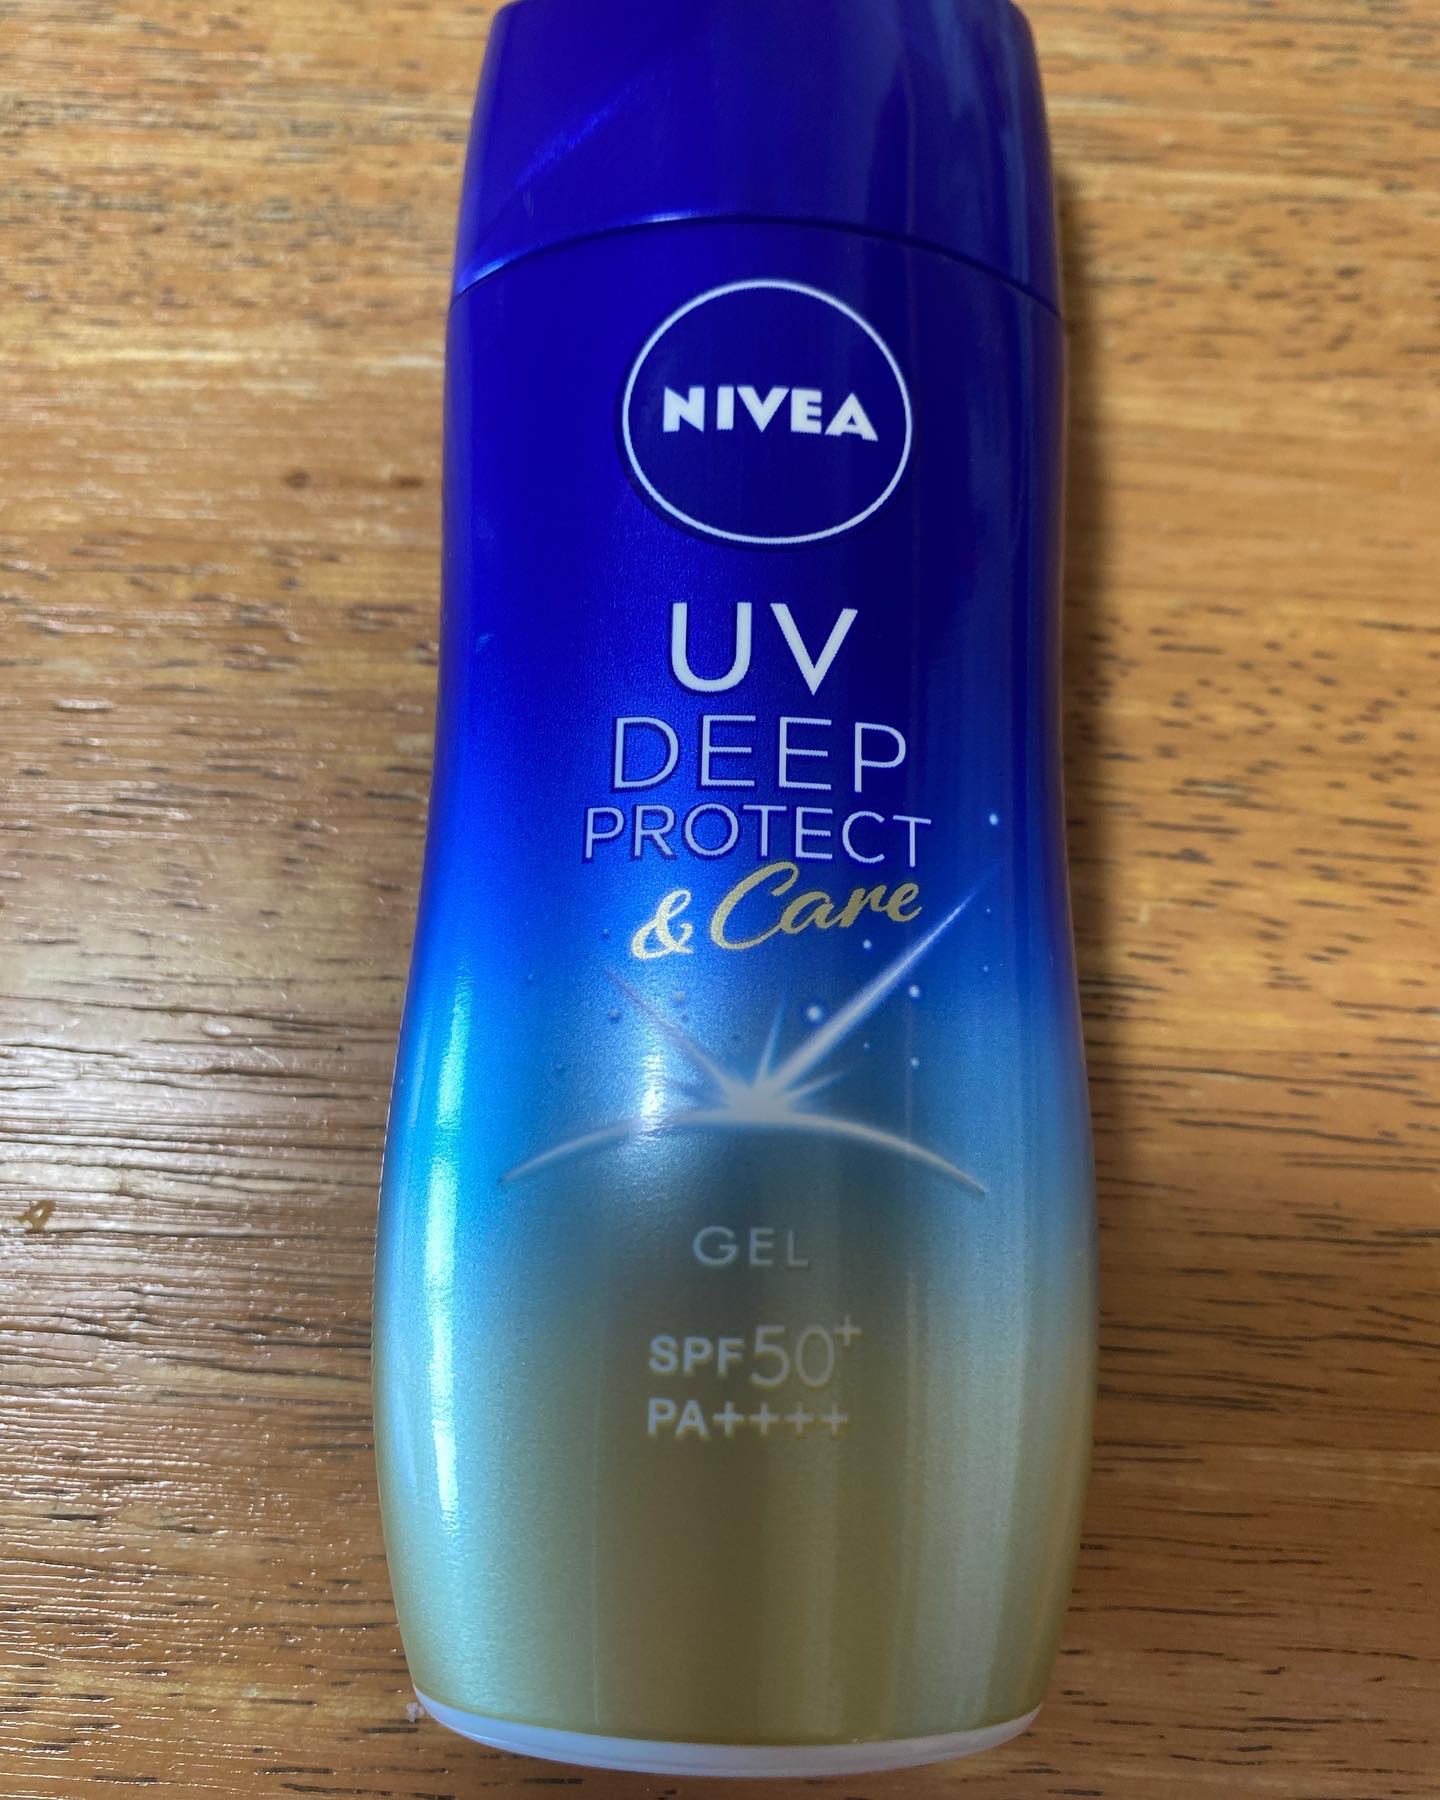 NIVEA
UV
DEEP
PROTECT
& Care
GEL
SPF50+
PA++++